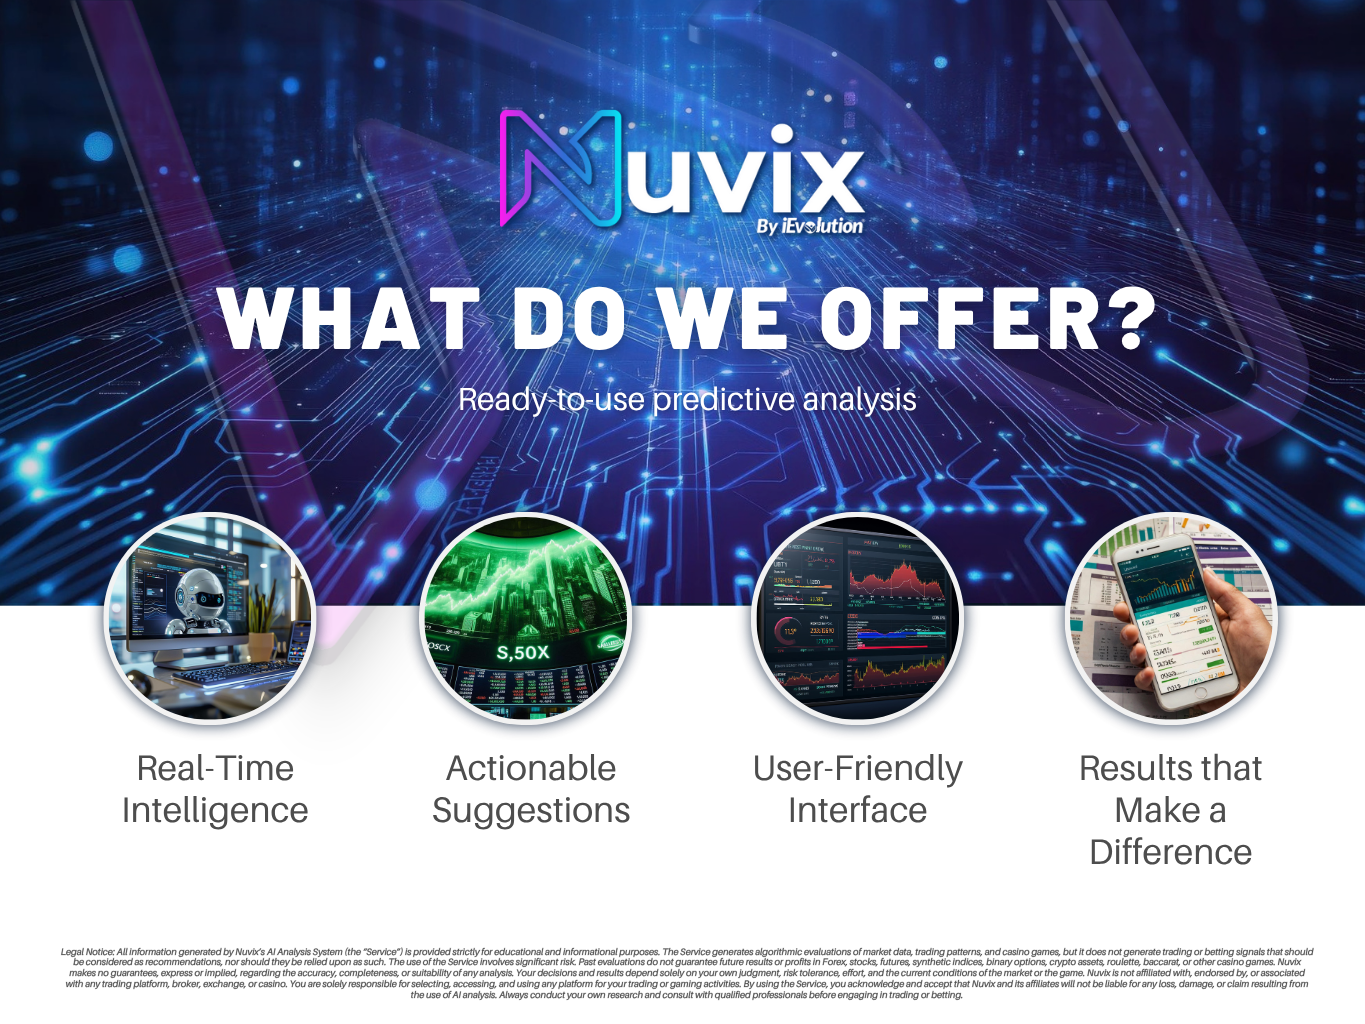 Nuvix
By iEvolution
WHAT DO WE OFFER?
Ready-to-use predictive analysis
S,50X
Real-Time
Intelligence
Actionable
Suggestions
User-Friendly
Interface
Results that
Make a
Difference
Legal Notice: All information generated by Nuvix's AI Analysis System (the "Service") is provided strictly for educational and informational purposes. The Service generates algorithmic evaluations of market data, trading patterns, and casino games, but it does not generate trading or betting signals that should
be considered as recommendations, nor should they be relied upon as such. The use of the Service involves significant risk. Past evaluations do not guarantee future results or profits in Forex, stocks, futures, synthetic indices, binary options, crypto assets, roulette, baccarat, or other casino games. Nuvix
makes no guarantees, express or implied, regarding the accuracy, completeness, or suitability of any analysis. Your decisions and results depend solely on your own judgment, risk tolerance, effort, and the current conditions of the market or the game. Nuvix is not affiliated with, endorsed by, or associated
with any trading platform, broker, exchange, or casino. You are solely responsible for selecting, accessing, and using any platform for your trading or gaming activities. By using the Service, you acknowledge and accept that Nuvix and its affiliates will not be liable for any loss, damage, or claim resulting from
the use of AI analysis. Always conduct your own research and consult with qualified professionals before engaging in trading or betting.